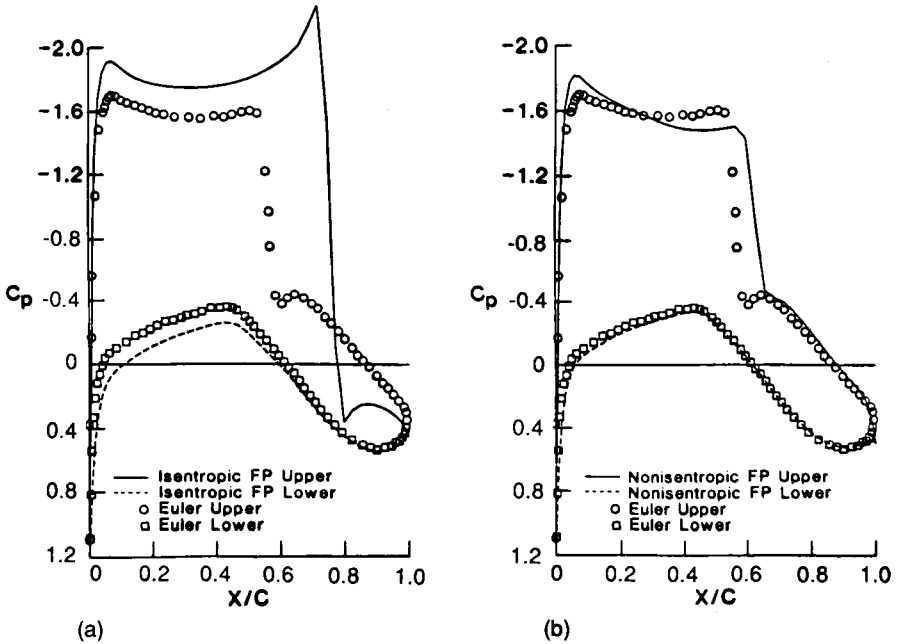 -2.0
-1.6
-1.2
-0.8
-0.4
Cp
0
0.4
0.8
1.2
Isentropic FP Upper
Isentropic FP Lower
Euler Upper
Euler Lower
0 0.2 0.4 0.6 0.8 1.0
X/C
(a)
-2.0
-1.6
-1.2
-0.8
-0.4
Cp
0
0.4
0.8
1.2
Nonisentropic FP Upper
Nonisentropic FP Lower
Euler Upper
Euler Lower
0 0.2 0.4 0.6 0.8 1.0
X/C
(b)